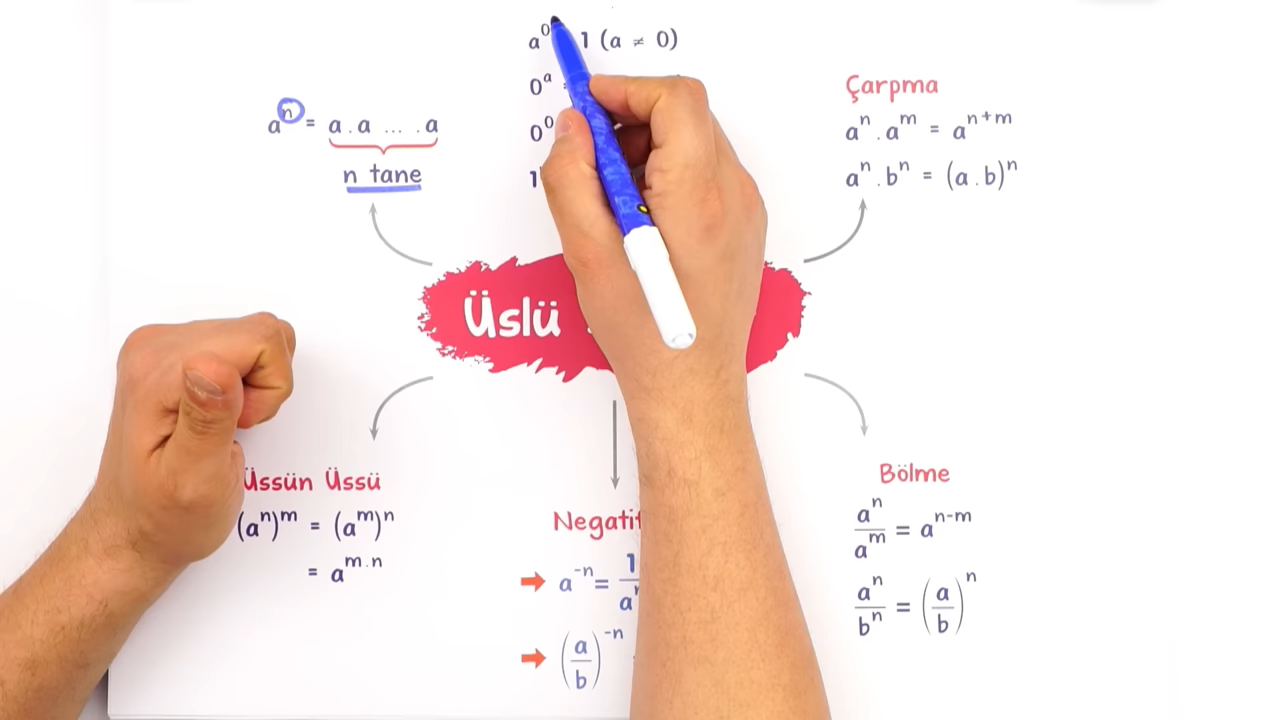 aⁿ = a . a ... . a
n tane
a⁰ 1 (a ≠ 0)
0ᵃ
0⁰
1
Çarpma
aⁿ . aᵐ = aⁿ⁺ᵐ
aⁿ . bⁿ = (a . b)ⁿ
Üslü
Üssün Üssü
(aⁿ)ᵐ = (aᵐ)ⁿ
= aᵐ·ⁿ
Negatif
a⁻ⁿ = 1/aⁿ
(a/b)⁻ⁿ
Bölme
aⁿ/aᵐ = aⁿ⁻ᵐ
aⁿ/bⁿ = (a/b)ⁿ